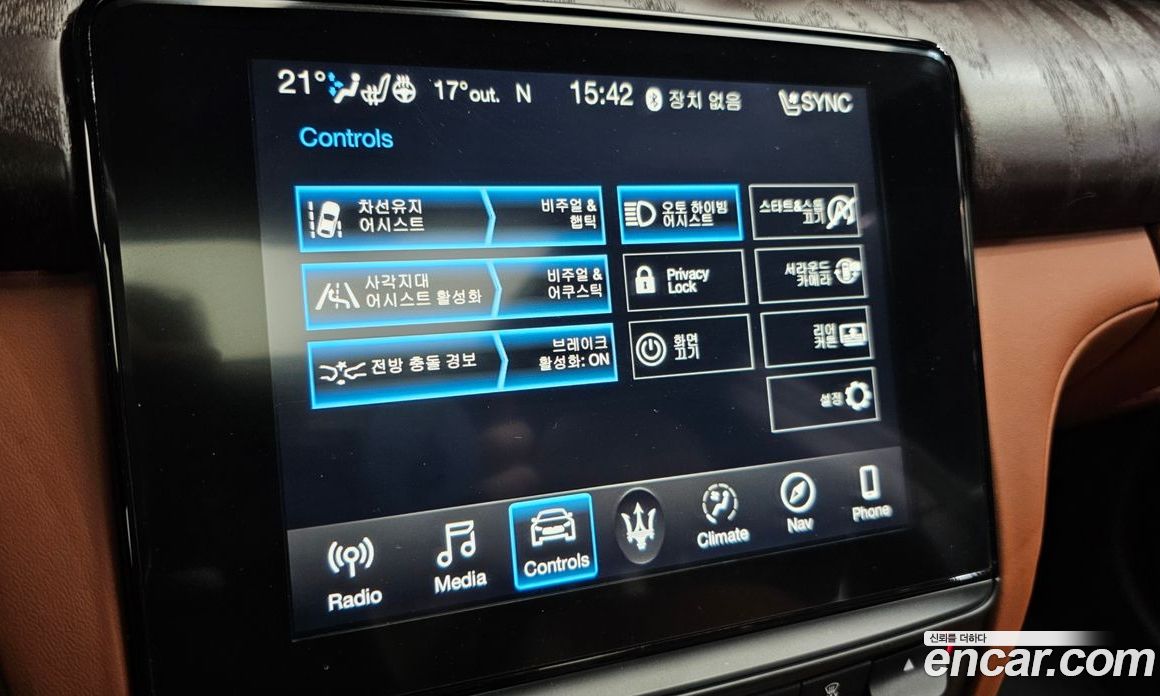 21° 17°out. N 15:42 장치 없음 SYNC
Controls
차선유지
어시스트
비주얼 &
햅틱
오토 하이빔
어시스트
스타트&스톱
끄기
사각지대
어시스트 활성화
비주얼 &
어쿠스틱
Privacy
Lock
서라운드
카메라
전방 충돌 경보
브레이크
활성화: ON
화면
끄기
리어
커튼
설정
Radio
Media
Controls
Climate
Nav
Phone
신뢰를 더하다
encar.com